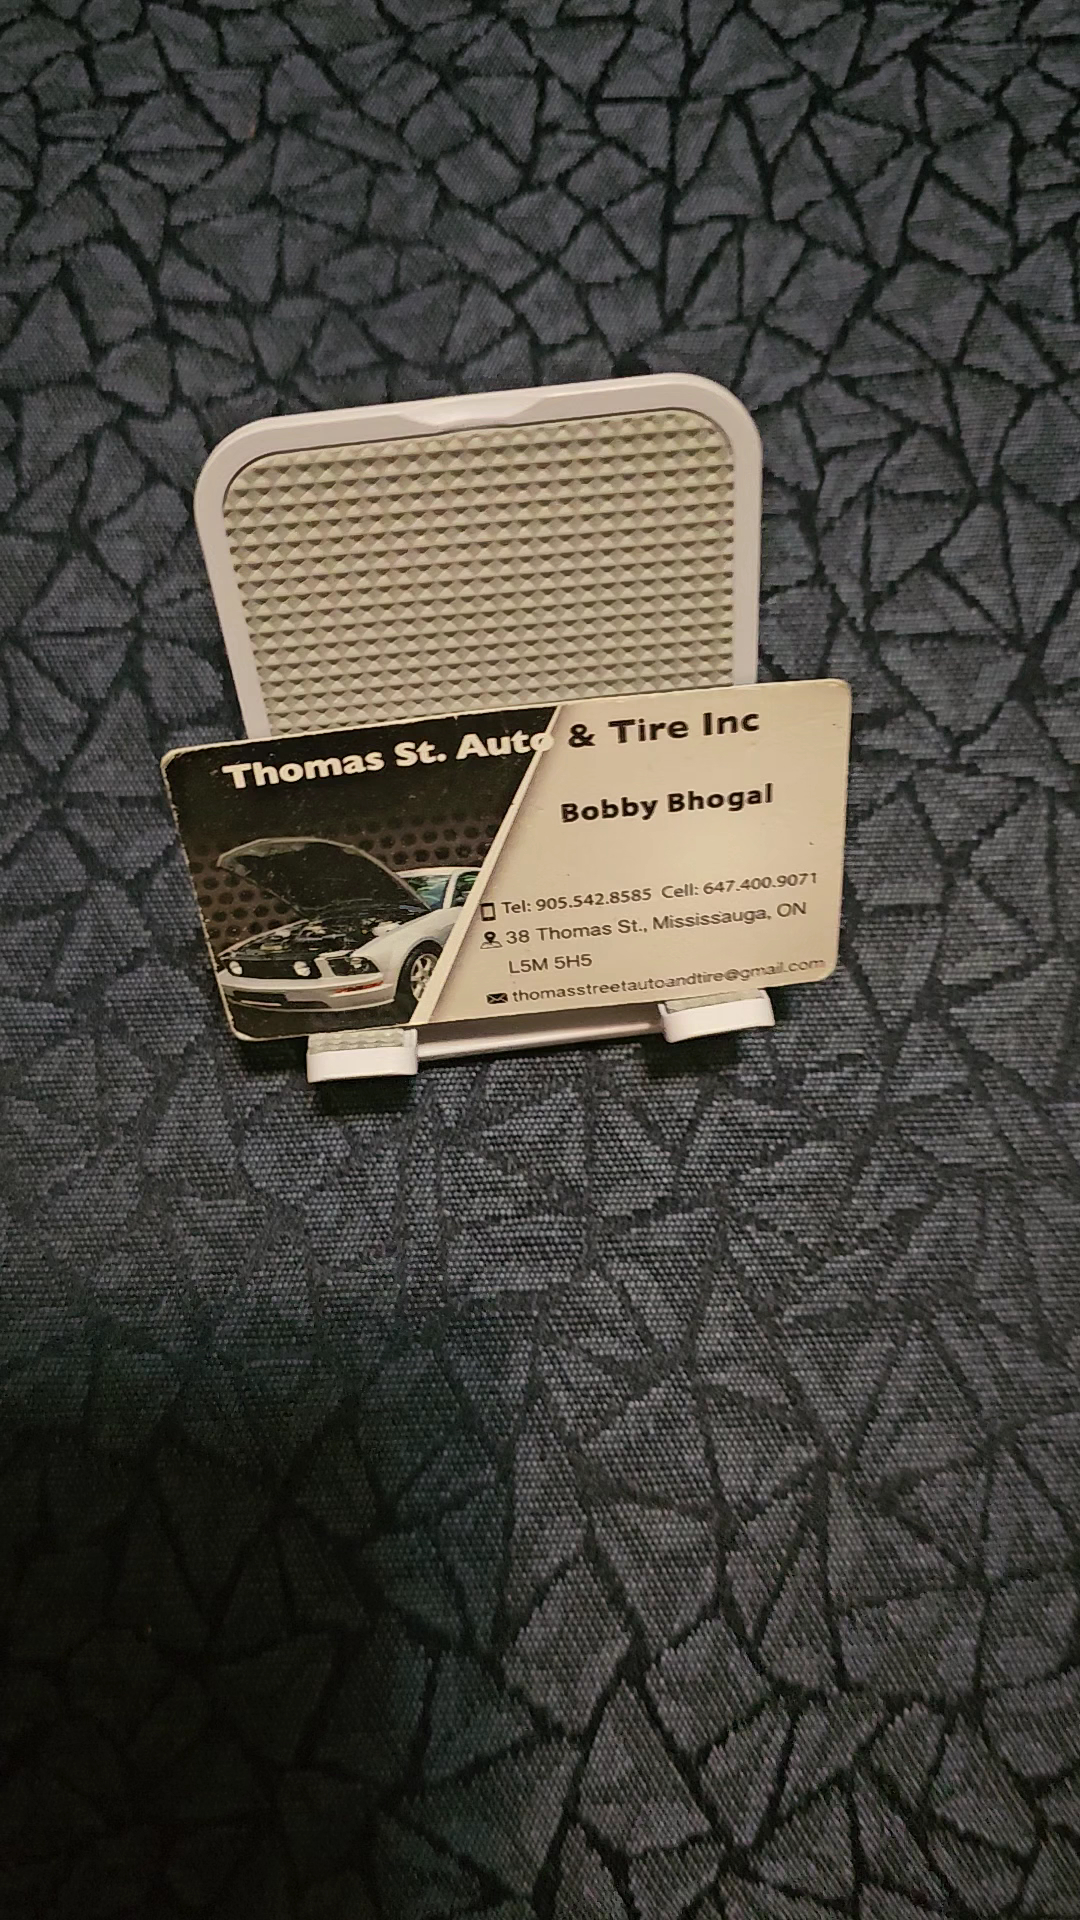 Thomas St. Auto & Tire Inc
Bobby Bhogal
Tel: 905.542.8585 Cell: 647.400.9071
38 Thomas St., Mississauga, ON
L5M 5H5
thomasstreetautoandtire@gmail.com